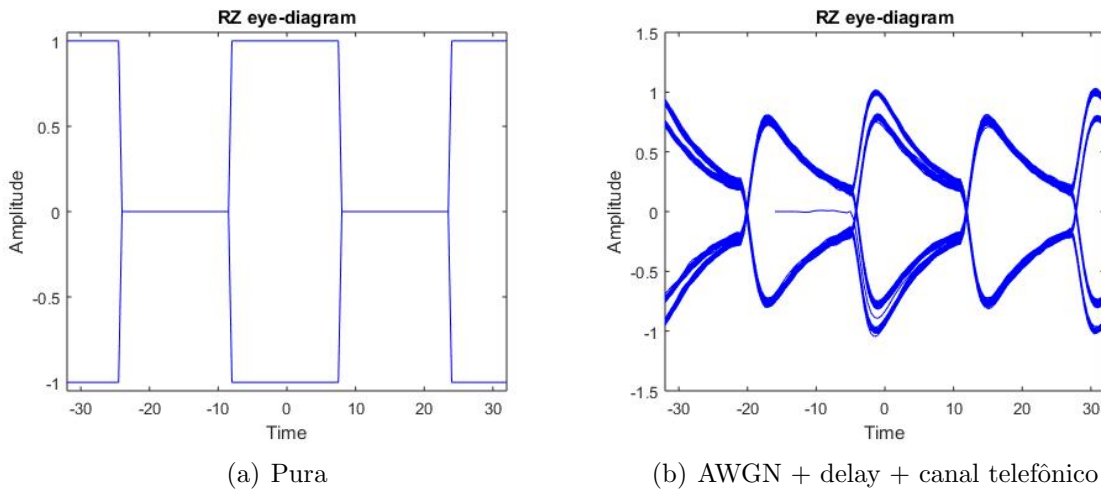 RZ eye-diagram
1
0.5
0
-0.5
-1
Amplitude
-30 -20 -10 0 10 20 30
Time
(a) Pura
RZ eye-diagram
1.5
1
0.5
0
-0.5
-1
-1.5
Amplitude
-30 -20 -10 0 10 20 30
Time
(b) AWGN + delay + canal telefônico